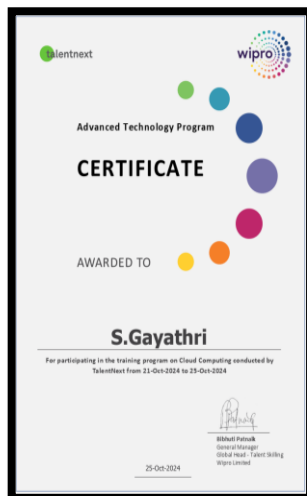 talentnext
wipro
Advanced Technology Program
CERTIFICATE
AWARDED TO
S.Gayathri
For participating in the training program on Cloud Computing conducted by
TalentNext from 21-Oct-2024 to 25-Oct-2024
Bibhuti Patnaik
General Manager
Global Head - Talent Skilling
Wipro Limited
25-Oct-2024